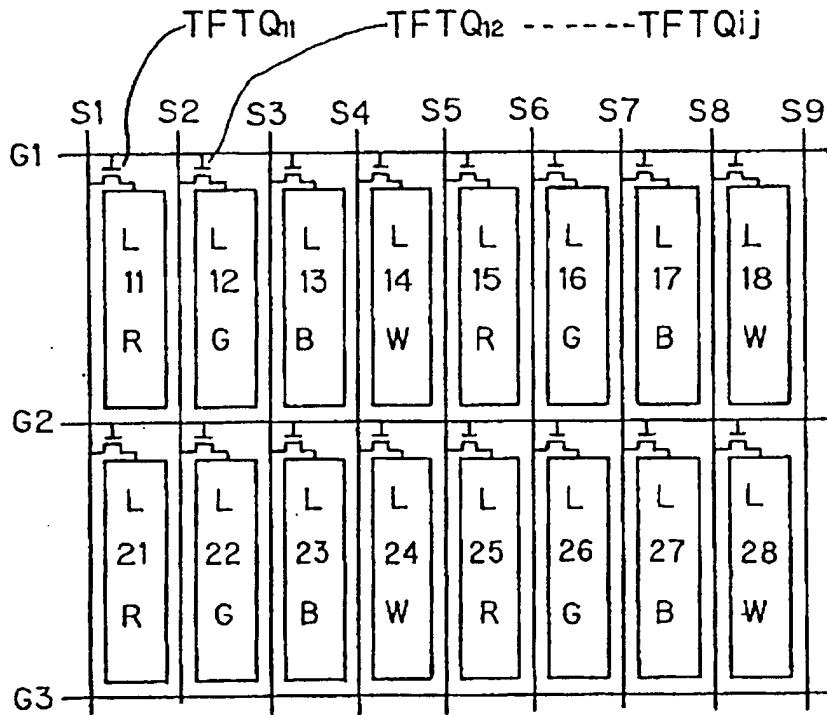 TFTQ11 TFTQ12 ------TFTQij
S1 S2 S3 S4 S5 S6 S7 S8 S9
G1
L L L L L L L L
11 12 13 14 15 16 17 18
R G B W R G B W
G2
L L L L L L L L
21 22 23 24 25 26 27 28
R G B W R G B W
G3